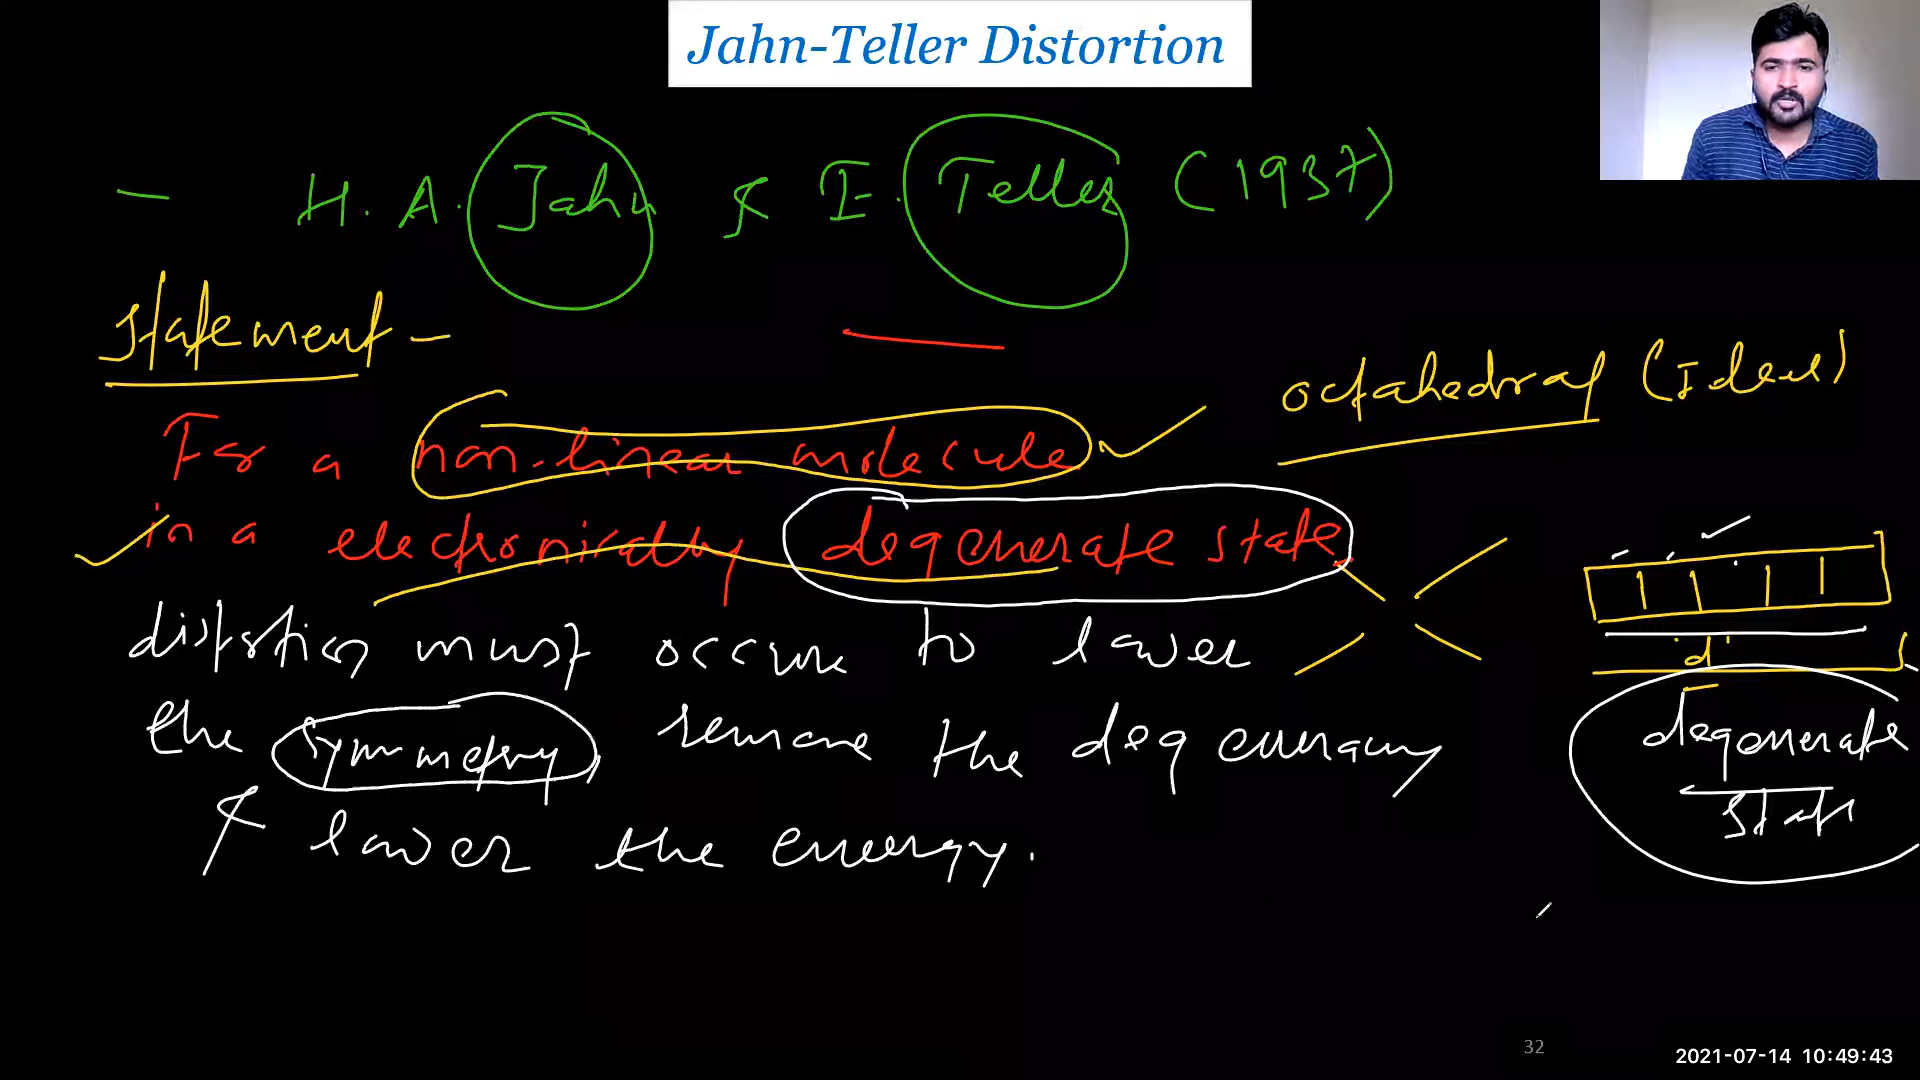 Jahn-Teller Distortion
— H. A. Jahn & E. Teller (1937)
Statement -
octahedral (Ideal)
For a non-linear molecule
in a electronically degenerate state
distortion must occur to lower
d
the symmetry, remove the degeneracy
degenerate
state
& lower the energy.
32
2021-07-14 10:49:43